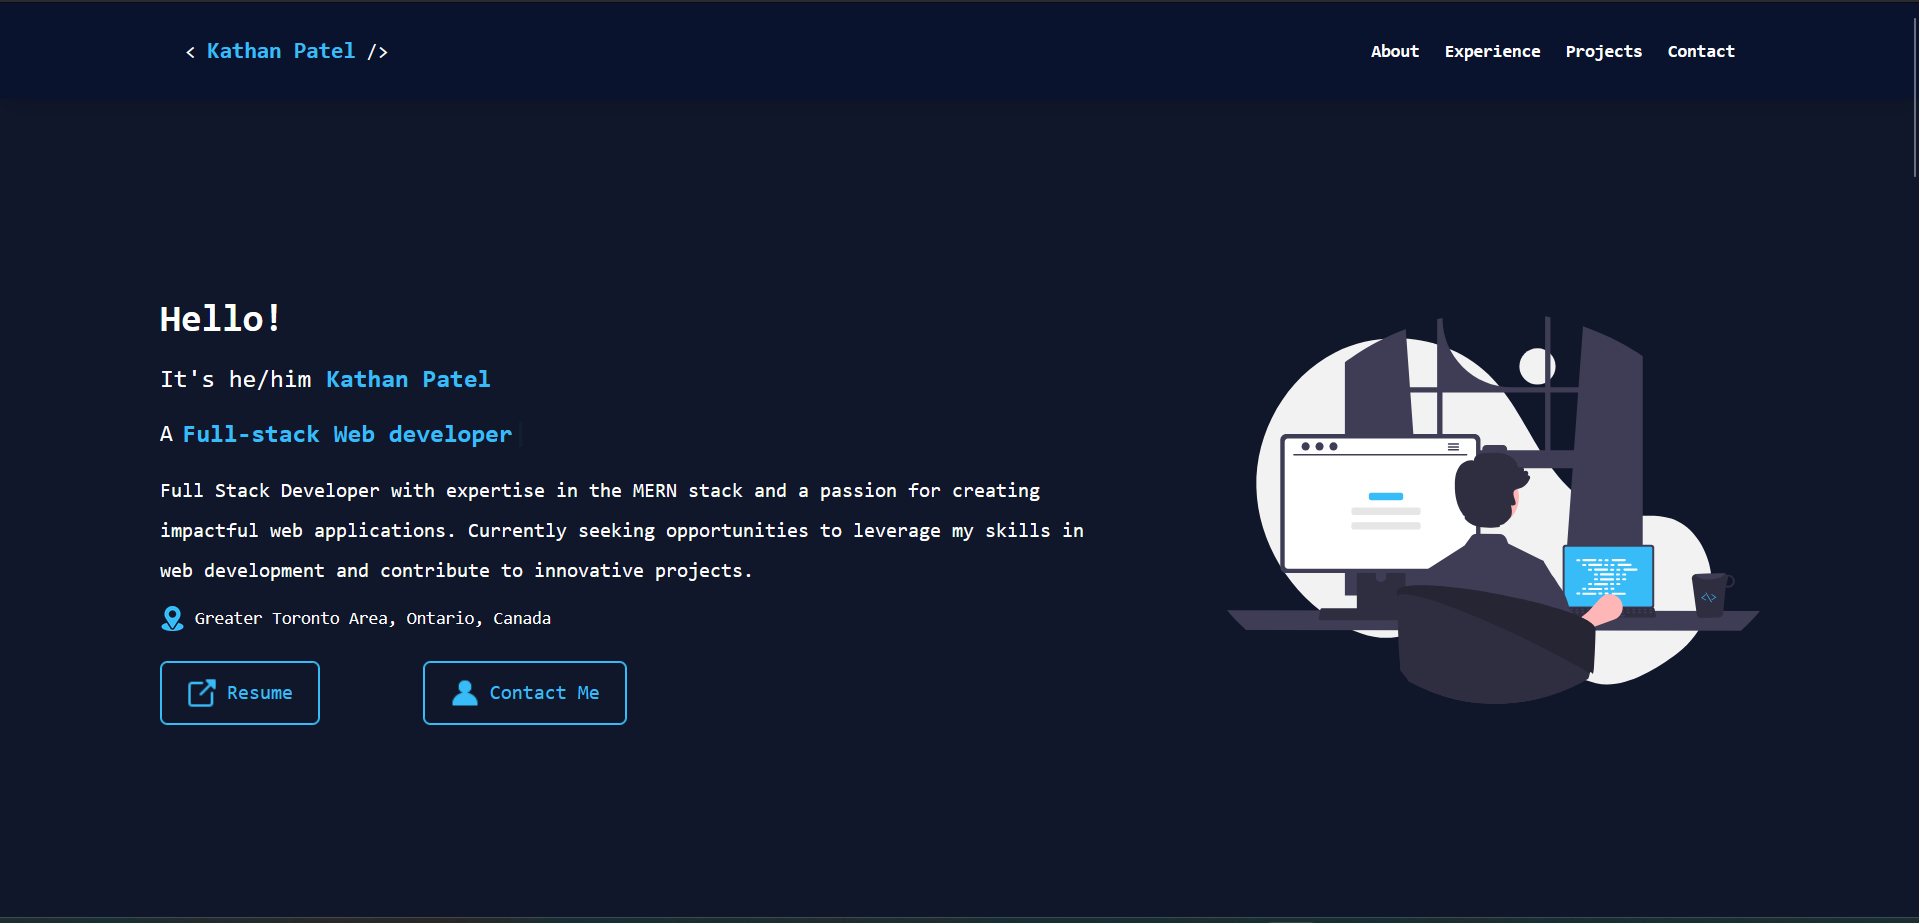 < Kathan Patel />
About Experience Projects Contact
Hello!
It's he/him Kathan Patel
A Full-stack Web developer
Full Stack Developer with expertise in the MERN stack and a passion for creating
impactful web applications. Currently seeking opportunities to leverage my skills in
web development and contribute to innovative projects.
Greater Toronto Area, Ontario, Canada
Resume
Contact Me